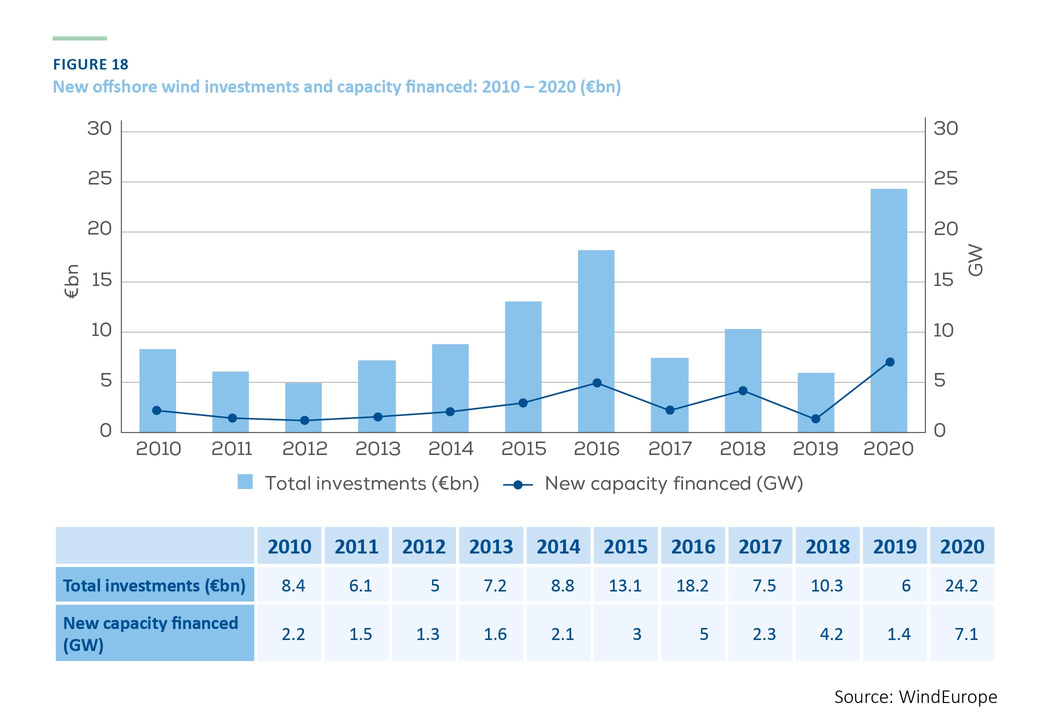 FIGURE 18
New offshore wind investments and capacity financed: 2010 – 2020 (€bn)
30 30
25 25
20 20
€bn 15 15 GW
10 10
5 5
0 0
2010 2011 2012 2013 2014 2015 2016 2017 2018 2019 2020
Total investments (€bn) New capacity financed (GW)
2010 2011 2012 2013 2014 2015 2016 2017 2018 2019 2020
Total investments (€bn) 8.4 6.1 5 7.2 8.8 13.1 18.2 7.5 10.3 6 24.2
New capacity financed
(GW) 2.2 1.5 1.3 1.6 2.1 3 5 2.3 4.2 1.4 7.1
Source: WindEurope